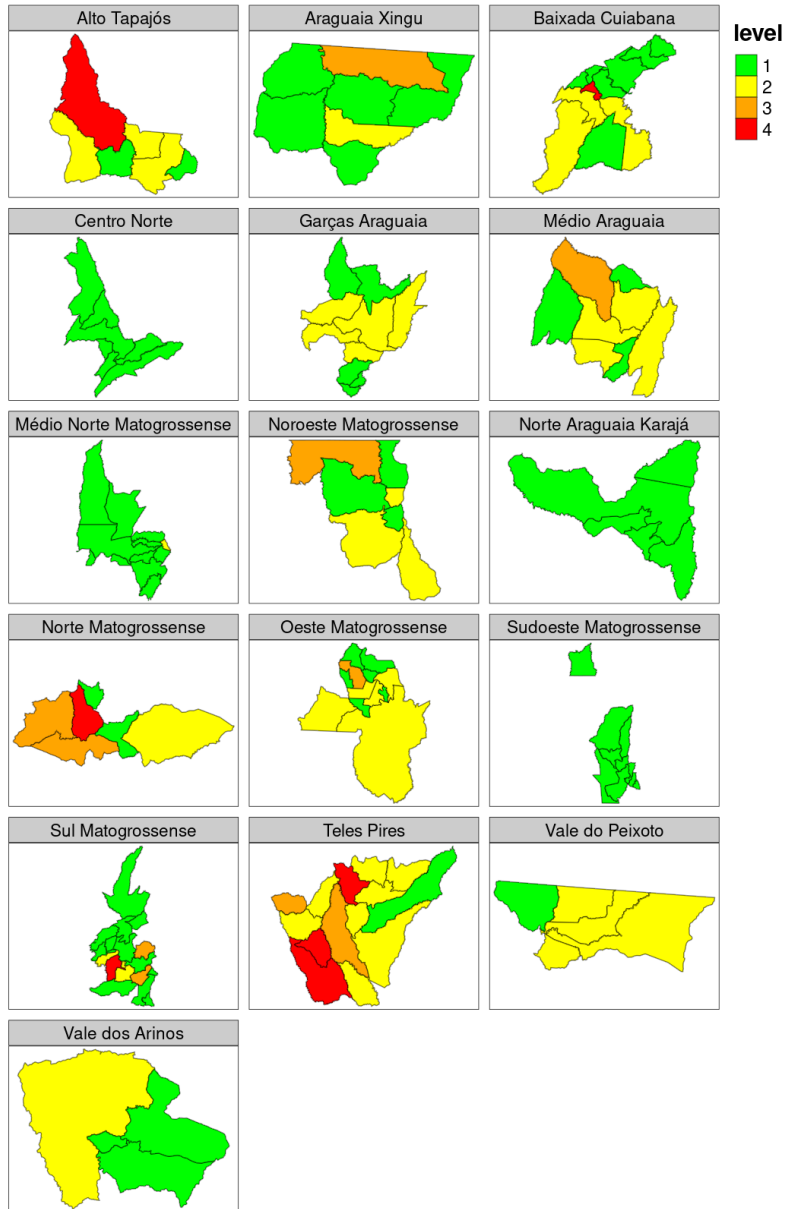 Alto Tapajós
Araguaia Xingu
Baixada Cuiabana
level
1
2
3
4
Centro Norte
Garças Araguaia
Médio Araguaia
Médio Norte Matogrossense
Noroeste Matogrossense
Norte Araguaia Karajá
Norte Matogrossense
Oeste Matogrossense
Sudoeste Matogrossense
Sul Matogrossense
Teles Pires
Vale do Peixoto
Vale dos Arinos